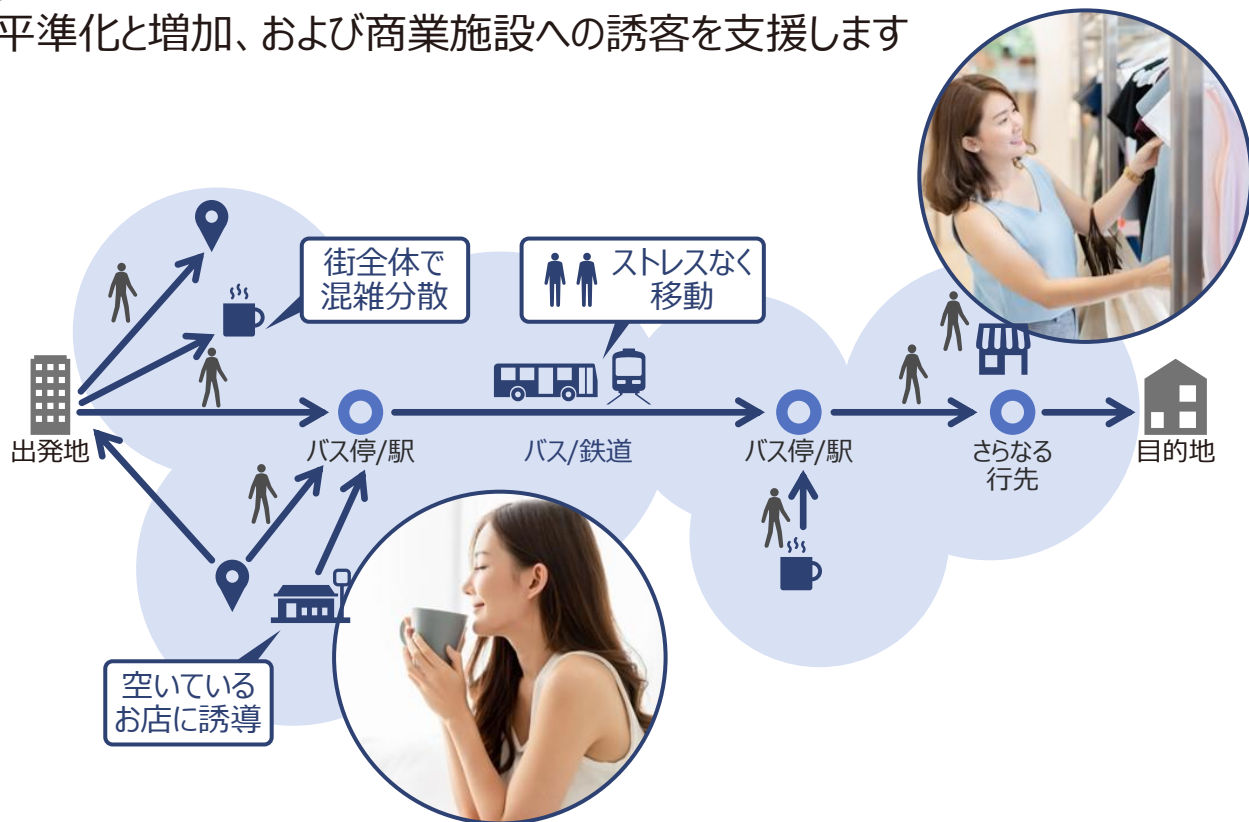 平準化と増加、および商業施設への誘客を支援します
街全体で
混雑分散
ストレスなく
移動
出発地
バス停/駅
バス/鉄道
バス停/駅
さらなる
行先
目的地
空いている
お店に誘導